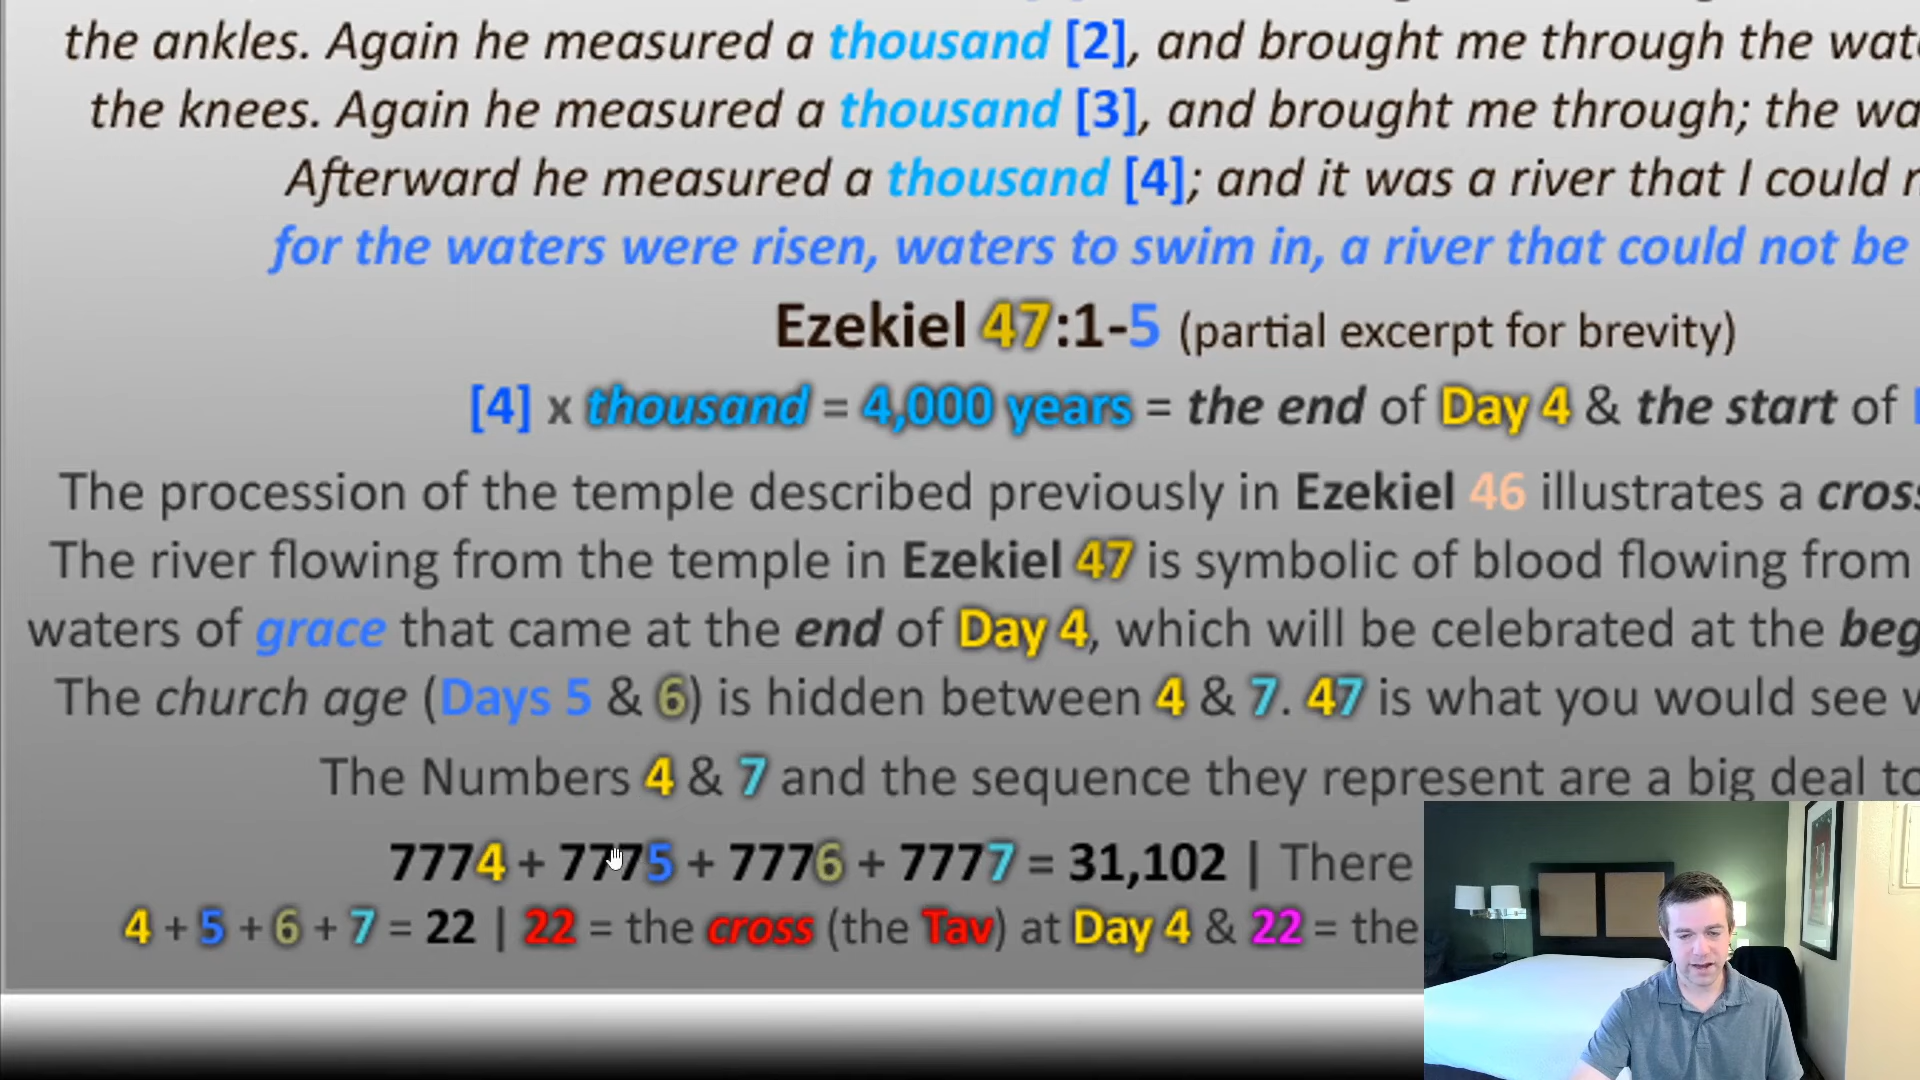 the ankles. Again he measured a thousand [2], and brought me through the
the knees. Again he measured a thousand [3], and brought me through; the
Afterward he measured a thousand [4]; and it was a river that I could
for the waters were risen, waters to swim in, a river that could not be
Ezekiel 47:1-5 (partial excerpt for brevity)
[4] x thousand = 4,000 years = the end of Day 4 & the start of
The procession of the temple described previously in Ezekiel 46 illustrates a
The river flowing from the temple in Ezekiel 47 is symbolic of blood flowing from
waters of grace that came at the end of Day 4, which will be celebrated at the
The church age (Days 5 & 6) is hidden between 4 & 7. 47 is what you would see
The Numbers 4 & 7 and the sequence they represent are a big deal to
7774 + 7775 + 7776 + 7777 = 31,102 | There
4 + 5 + 6 + 7 = 22 | 22 = the cross (the Tav) at Day 4 & 22 = the